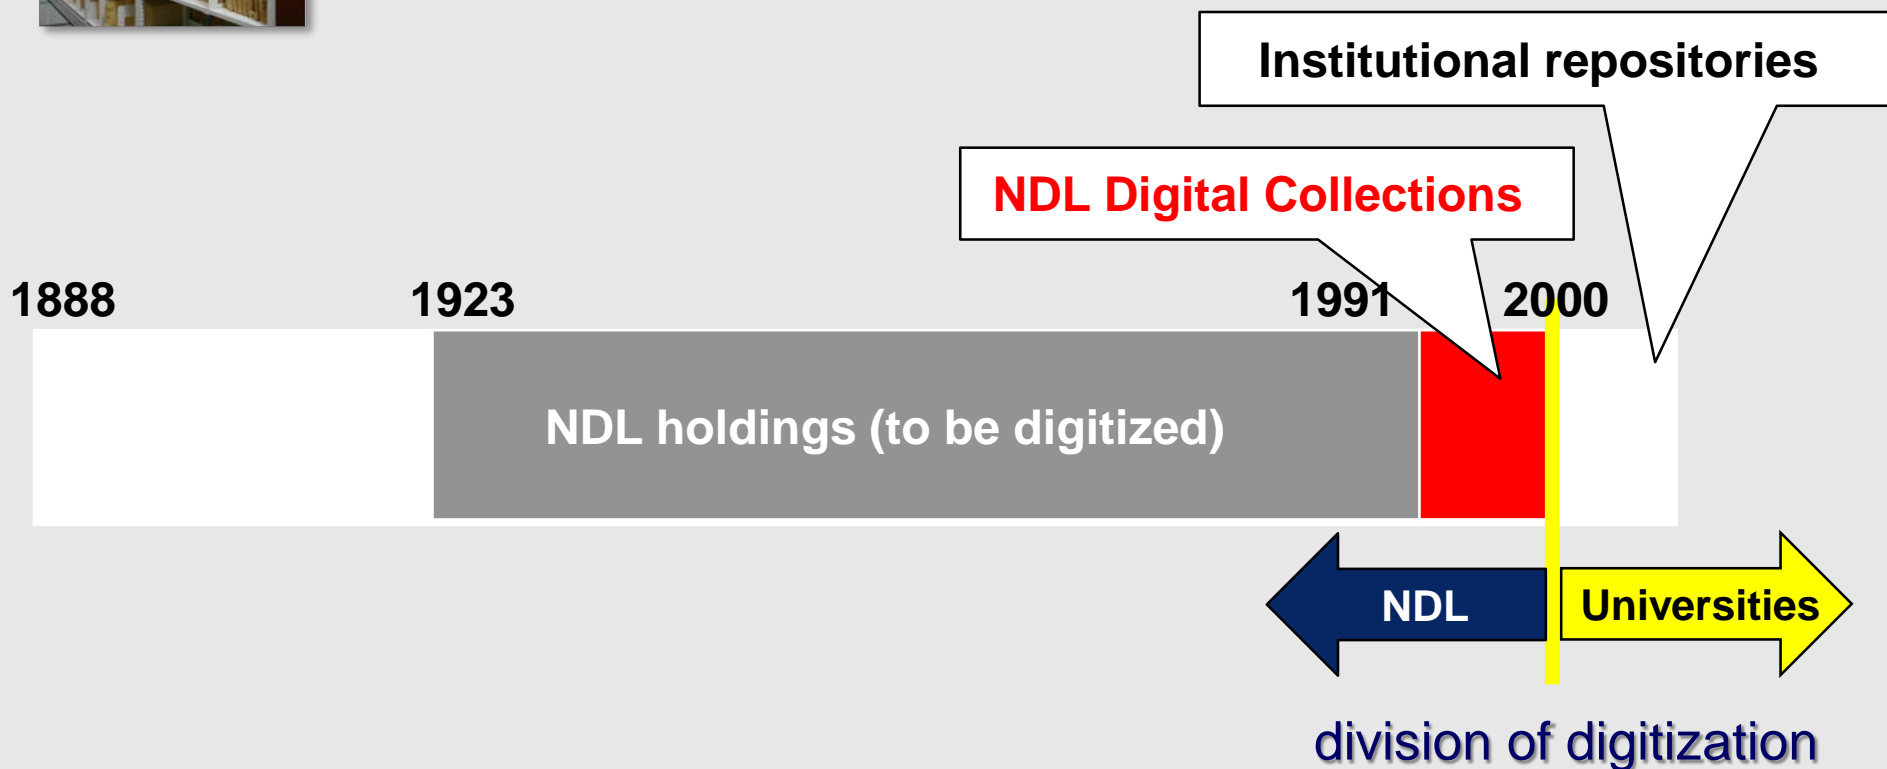 Institutional repositories
NDL Digital Collections
1888 1923 1991 2000
NDL holdings (to be digitized)
NDL Universities
division of digitization